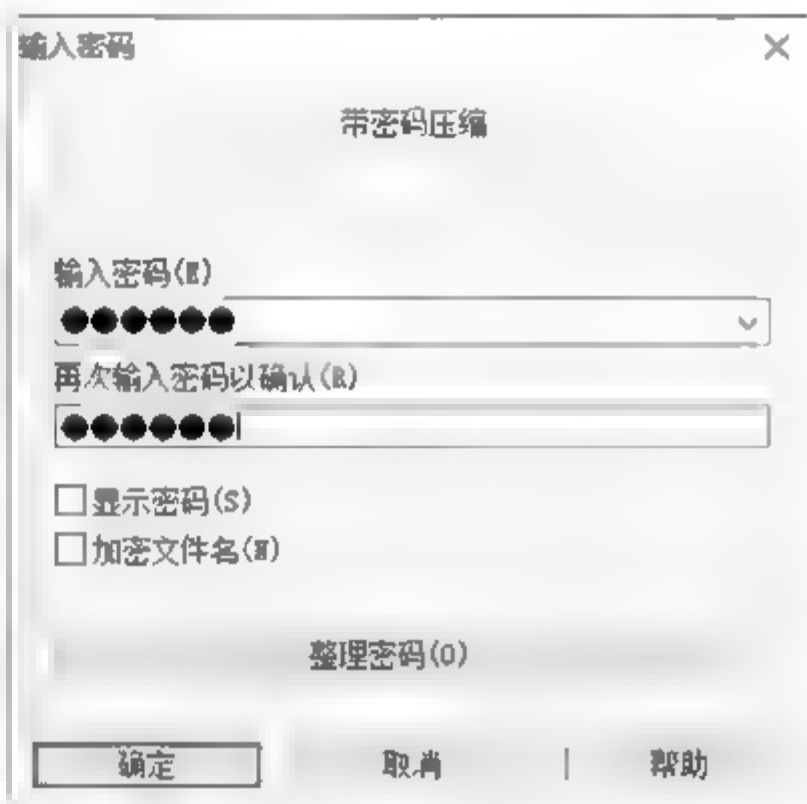 输入密码
带密码压缩
输入密码(E)
●●●●●●
再次输入密码以确认(R)
●●●●●●
显示密码(S)
加密文件名(N)
整理密码(O)
确定
取消
帮助